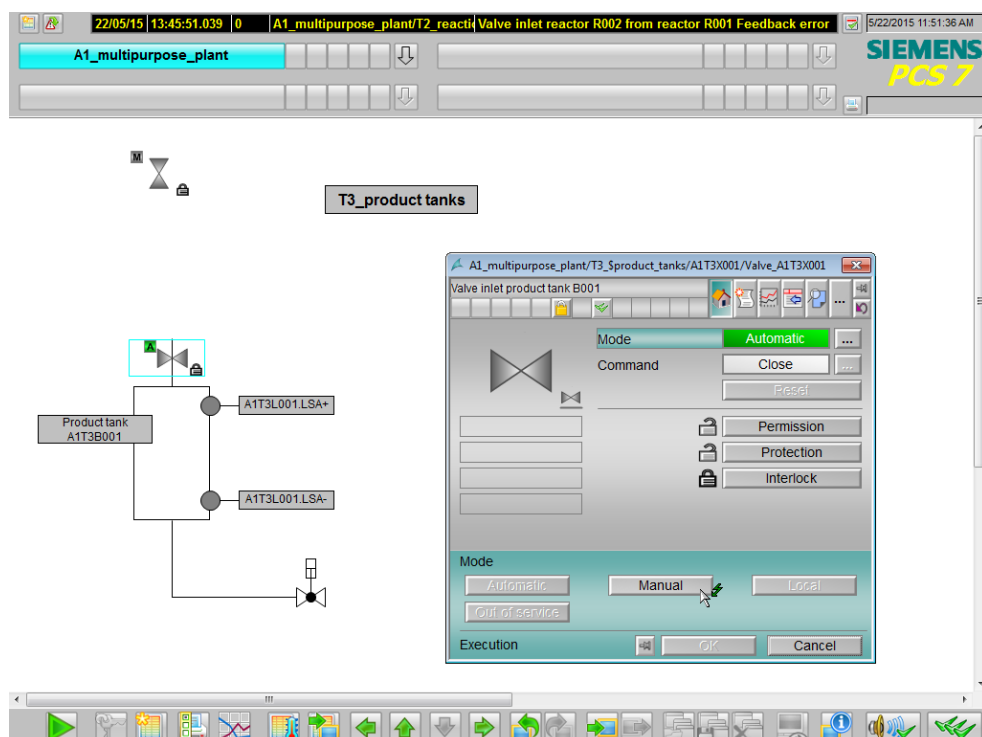 22/05/15 13:45:51.039 0 A1_multipurpose_plant/T2_reacti Valve inlet reactor R002 from reactor R001 Feedback error 5/22/2015 11:51:36 AM
A1_multipurpose_plant
SIEMENS
PCS 7
M
T3_product tanks
A1_multipurpose_plant/T3_$product_tanks/A1T3X001/Valve_A1T3X001
Valve inlet product tank B001
...
Mode Automatic ...
Command Close ...
Reset
Permission
Protection
Interlock
A
A1T3L001.LSA+
Product tank
A1T3B001
A1T3L001.LSA-
Mode
Automatic Manual Local
Out of service
Execution OK Cancel